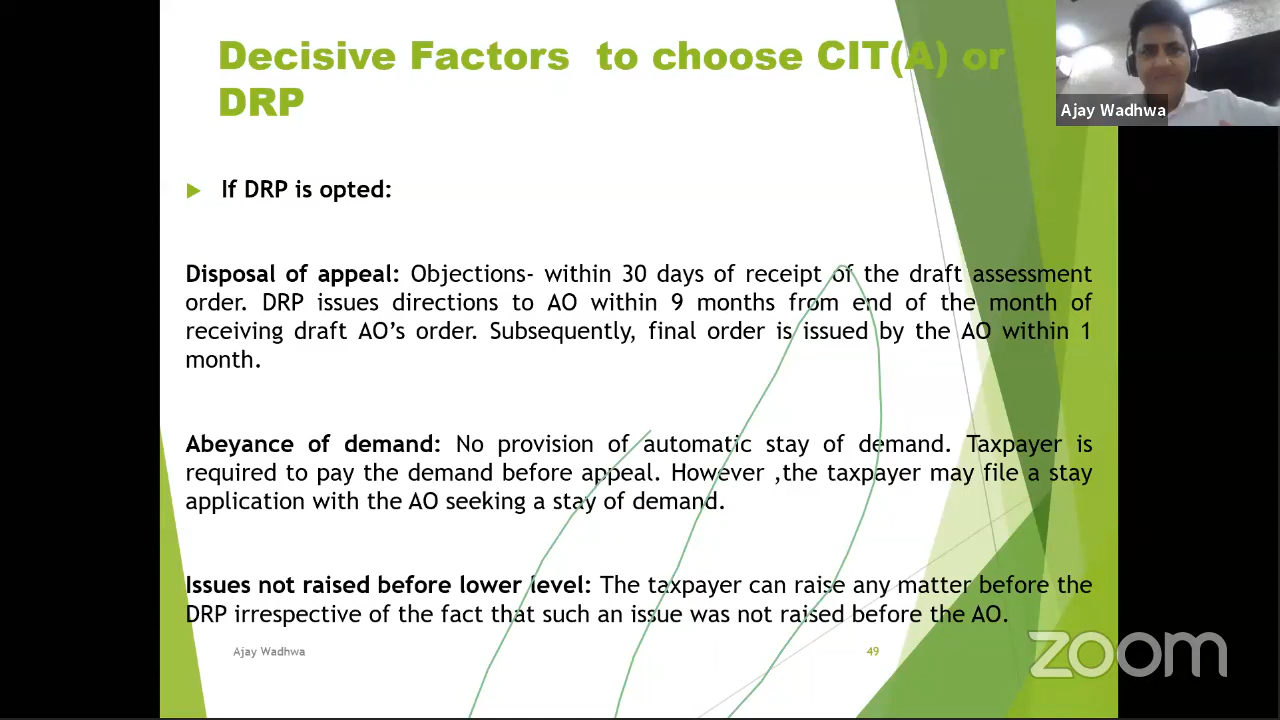 Decisive Factors to choose CIT(A) or
DRP
Ajay Wadhwa
If DRP is opted:
Disposal of appeal: Objections- within 30 days of receipt of the draft assessment
order. DRP issues directions to AO within 9 months from end of the month of
receiving draft AO’s order. Subsequently, final order is issued by the AO within 1
month.
Abeyance of demand: No provision of automatic stay of demand. Taxpayer is
required to pay the demand before appeal. However ,the taxpayer may file a stay
application with the AO seeking a stay of demand.
Issues not raised before lower level: The taxpayer can raise any matter before the
DRP irrespective of the fact that such an issue was not raised before the AO.
Ajay Wadhwa
49
zoom